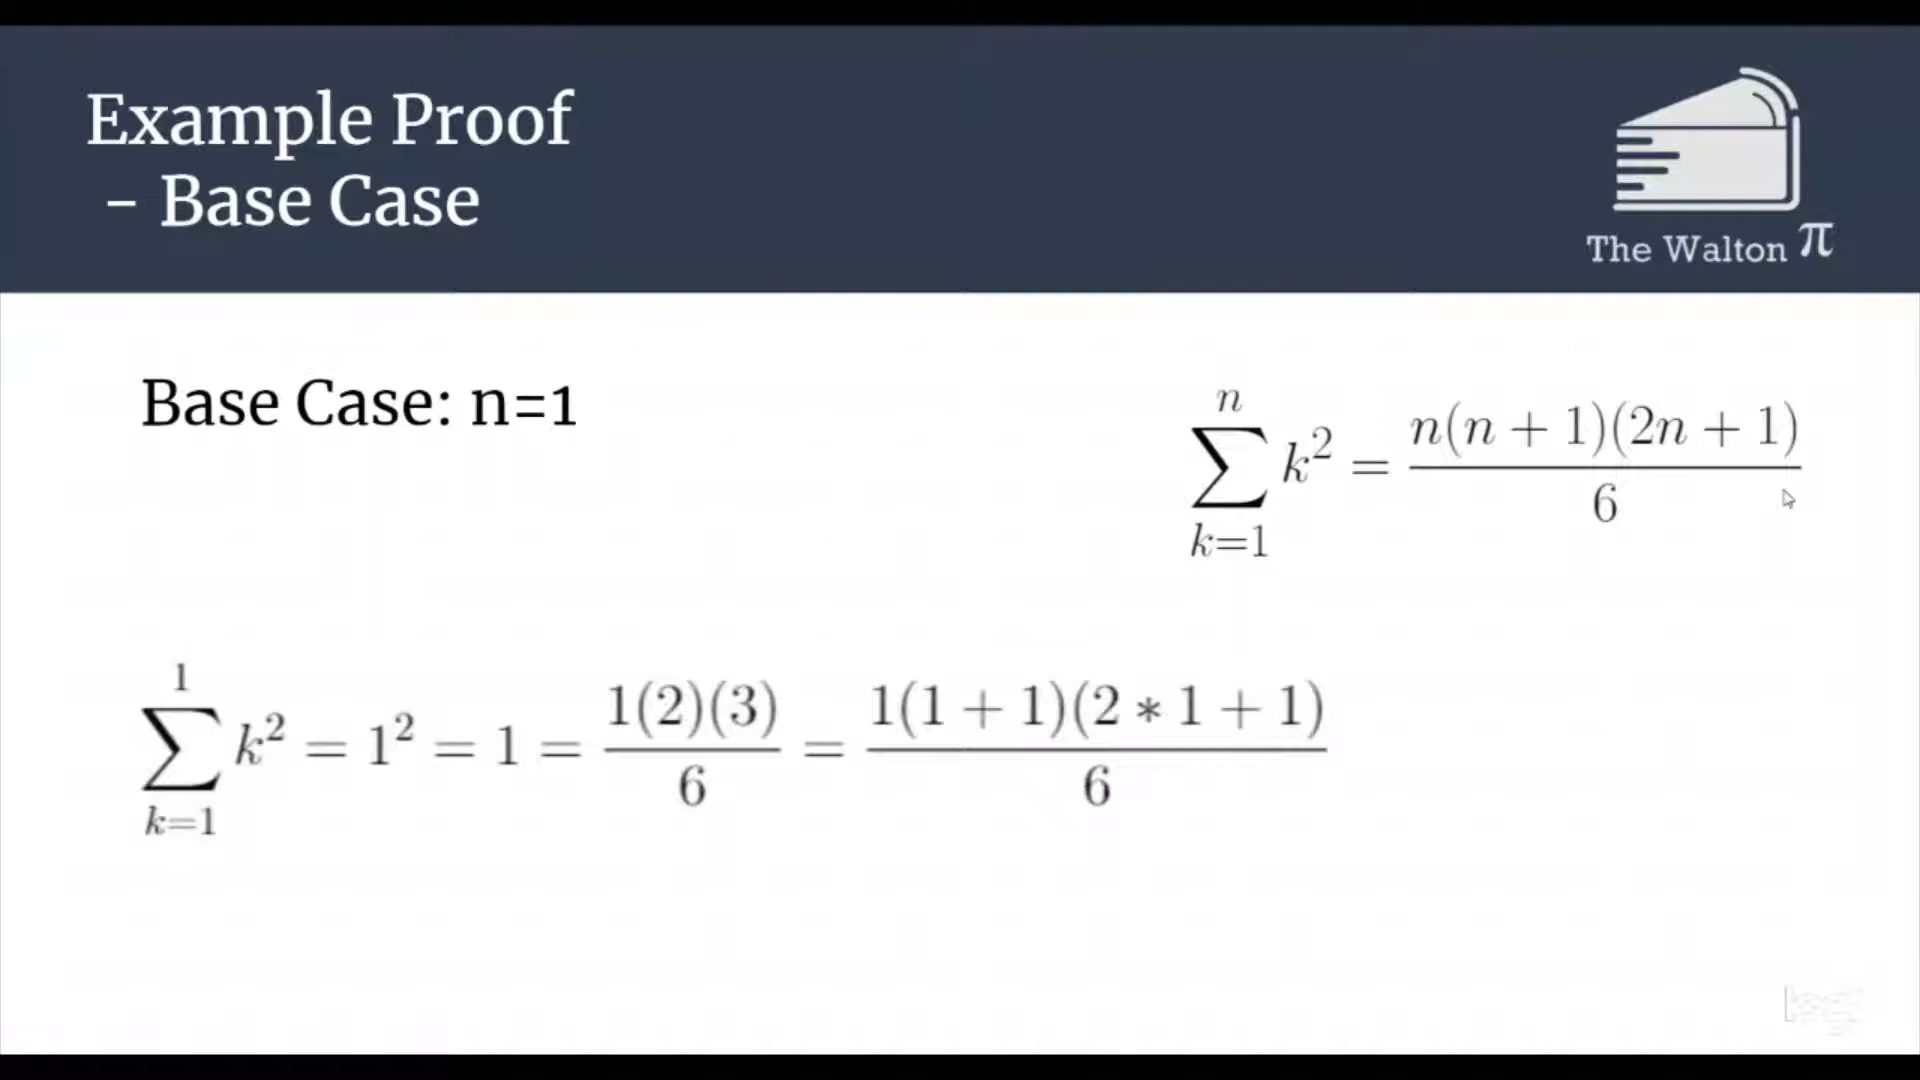 Example Proof
- Base Case
The Walton π
Base Case: n=1
\sum_{k=1}^{n} k^2 = \frac{n(n+1)(2n+1)}{6}
\sum_{k=1}^{1} k^2 = 1^2 = 1 = \frac{1(2)(3)}{6} = \frac{1(1+1)(2*1+1)}{6}